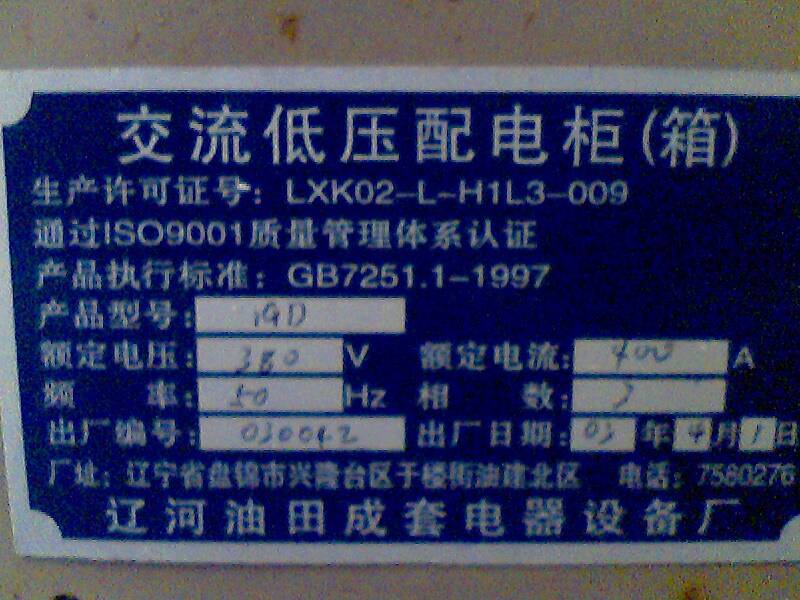 交流低压配电柜(箱)
生产许可证号：LXK02-L-H1L3-009
通过ISO9001质量管理体系认证
产品执行标准：GB7251.1-1997
产品型号：
额定电压：380 V 额定电流：400 A
频 率：50 Hz 相 数：3
出厂编号：030042 出厂日期：03 年 4 月 1 日
厂址：辽宁省盘锦市兴隆台区于楼街油建北区 电话：7580276
辽河油田成套电器设备厂